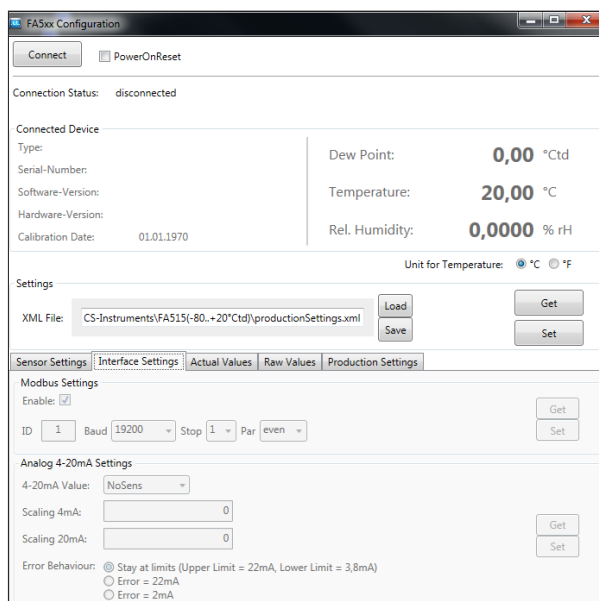 FA5xx Configuration
Connect PowerOnReset
Connection Status: disconnected
Connected Device
Type:
Serial-Number:
Software-Version:
Hardware-Version:
Calibration Date: 01.01.1970
Dew Point: 0,00 °Ctd
Temperature: 20,00 °C
Rel. Humidity: 0,0000 % rH
Unit for Temperature: °C °F
Settings
XML File: CS-Instruments\FA515(-80..+20°Ctd)\productionSettings.xml
Load
Save
Get
Set
Sensor Settings Interface Settings Actual Values Raw Values Production Settings
Modbus Settings
Enable:
ID 1 Baud 19200 Stop 1 Par even
Get
Set
Analog 4-20mA Settings
4-20mA Value: NoSens
Scaling 4mA: 0
Scaling 20mA: 0
Get
Set
Error Behaviour: Stay at limits (Upper Limit = 22mA, Lower Limit = 3,8mA)
Error = 22mA
Error = 2mA